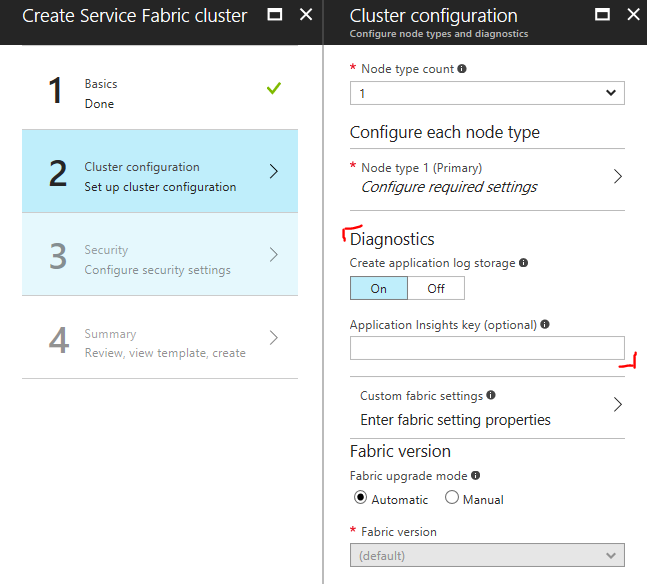 Create Service Fabric cluster
1
Basics
Done
2
Cluster configuration
Set up cluster configuration
3
Security
Configure security settings
4
Summary
Review, view template, create
Cluster configuration
Configure node types and diagnostics
* Node type count
1
Configure each node type
* Node type 1 (Primary)
Configure required settings
Diagnostics
Create application log storage
On Off
Application Insights key (optional)
Custom fabric settings
Enter fabric setting properties
Fabric version
Fabric upgrade mode
Automatic Manual
* Fabric version
(default)